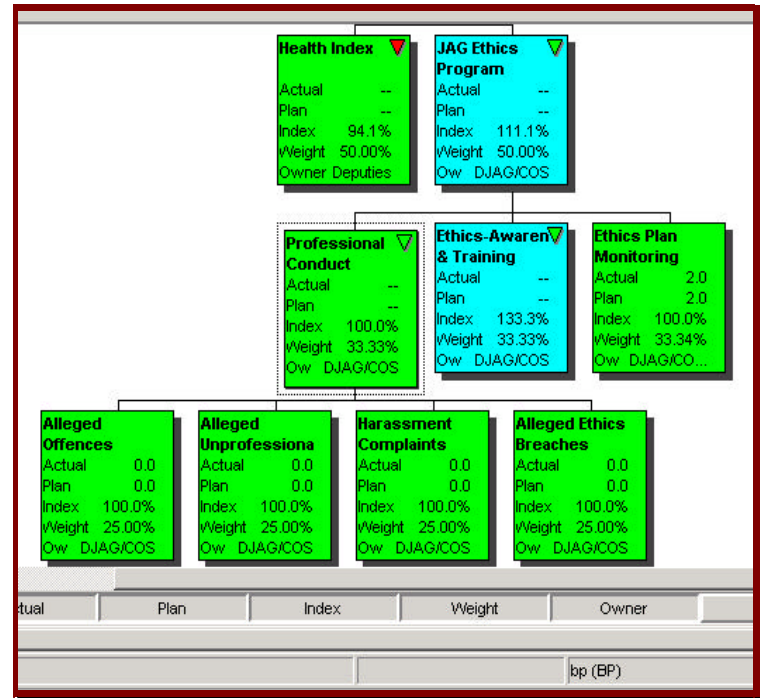 Health Index
Actual --
Plan --
Index 94.1%
Weight 50.00%
Owner Deputies
JAG Ethics
Program
Actual --
Plan --
Index 111.1%
Weight 50.00%
Ow DJAG/COS
Professional
Conduct
Actual --
Plan --
Index 100.0%
Weight 33.33%
Ow DJAG/COS
Ethics-Awaren
& Training
Actual --
Plan --
Index 133.3%
Weight 33.33%
Ow DJAG/COS
Ethics Plan
Monitoring
Actual 2.0
Plan 2.0
Index 100.0%
Weight 33.34%
Ow DJAG/CO...
Alleged
Offences
Actual 0.0
Plan 0.0
Index 100.0%
Weight 25.00%
Ow DJAG/COS
Alleged
Unprofessiona
Actual 0.0
Plan 0.0
Index 100.0%
Weight 25.00%
Ow DJAG/COS
Harassment
Complaints
Actual 0.0
Plan 0.0
Index 100.0%
Weight 25.00%
Ow DJAG/COS
Alleged Ethics
Breaches
Actual 0.0
Plan 0.0
Index 100.0%
Weight 25.00%
Ow DJAG/COS
tual Plan Index Weight Owner
bp (BP)